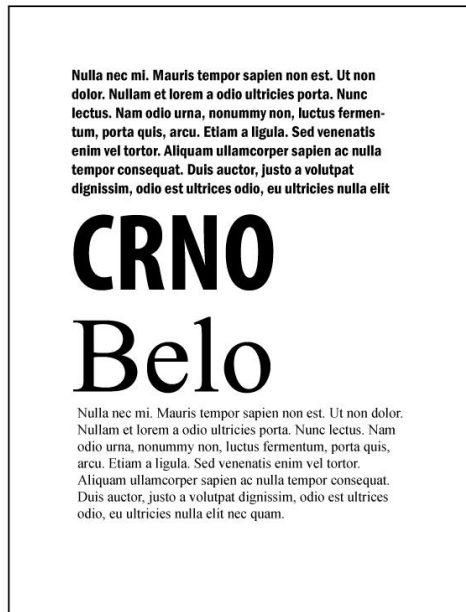 Nulla nec mi. Mauris tempor sapien non est. Ut non
dolor. Nullam et lorem a odio ultricies porta. Nunc
lectus. Nam odio urna, nonummy non, luctus fermen-
tum, porta quis, arcu. Etiam a ligula. Sed venenatis
enim vel tortor. Aliquam ullamcorper sapien ac nulla
tempor consequat. Duis auctor, justo a volutpat
dignissim, odio est ultrices odio, eu ultricies nulla elit
CRNO
Belo
Nulla nec mi. Mauris tempor sapien non est. Ut non dolor.
Nullam et lorem a odio ultricies porta. Nunc lectus. Nam
odio urna, nonummy non, luctus fermentum, porta quis,
arcu. Etiam a ligula. Sed venenatis enim vel tortor.
Aliquam ullamcorper sapien ac nulla tempor consequat.
Duis auctor, justo a volutpat dignissim, odio est ultrices
odio, eu ultricies nulla elit nec quam.